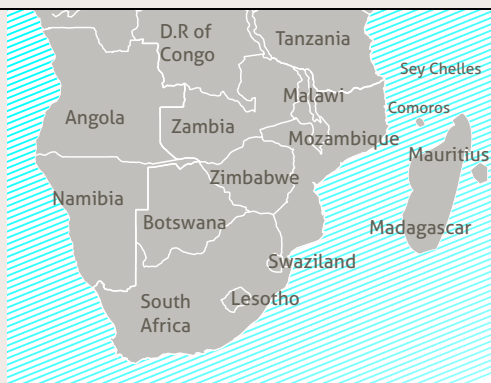 D.R of
Congo
Tanzania
Sey Chelles
Malawi
Comoros
Angola
Zambia
Mozambique
Mauritius
Zimbabwe
Namibia
Botswana
Madagascar
Swaziland
South
Africa
Lesotho